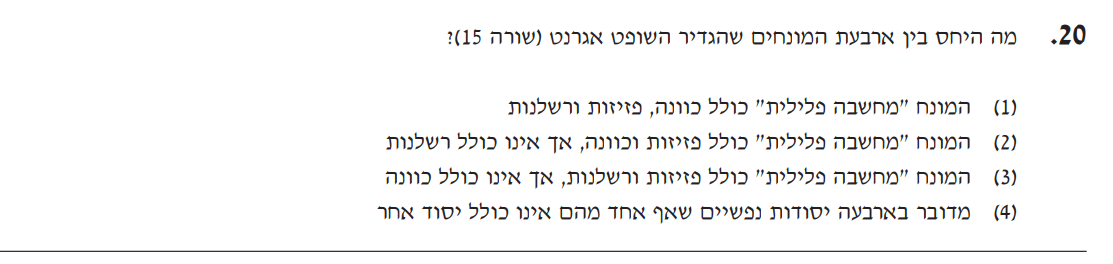 20. מה היחס בין ארבעת המונחים שהגדיר השופט אגרנט (שורה 15)?
(1) המונח "מחשבה פלילית" כולל כוונה, פזיזות ורשלנות
(2) המונח "מחשבה פלילית" כולל פזיזות וכוונה, אך אינו כולל רשלנות
(3) המונח "מחשבה פלילית" כולל פזיזות ורשלנות, אך אינו כולל כוונה
(4) מדובר בארבעה יסודות נפשיים שאף אחד מהם אינו כולל יסוד אחר